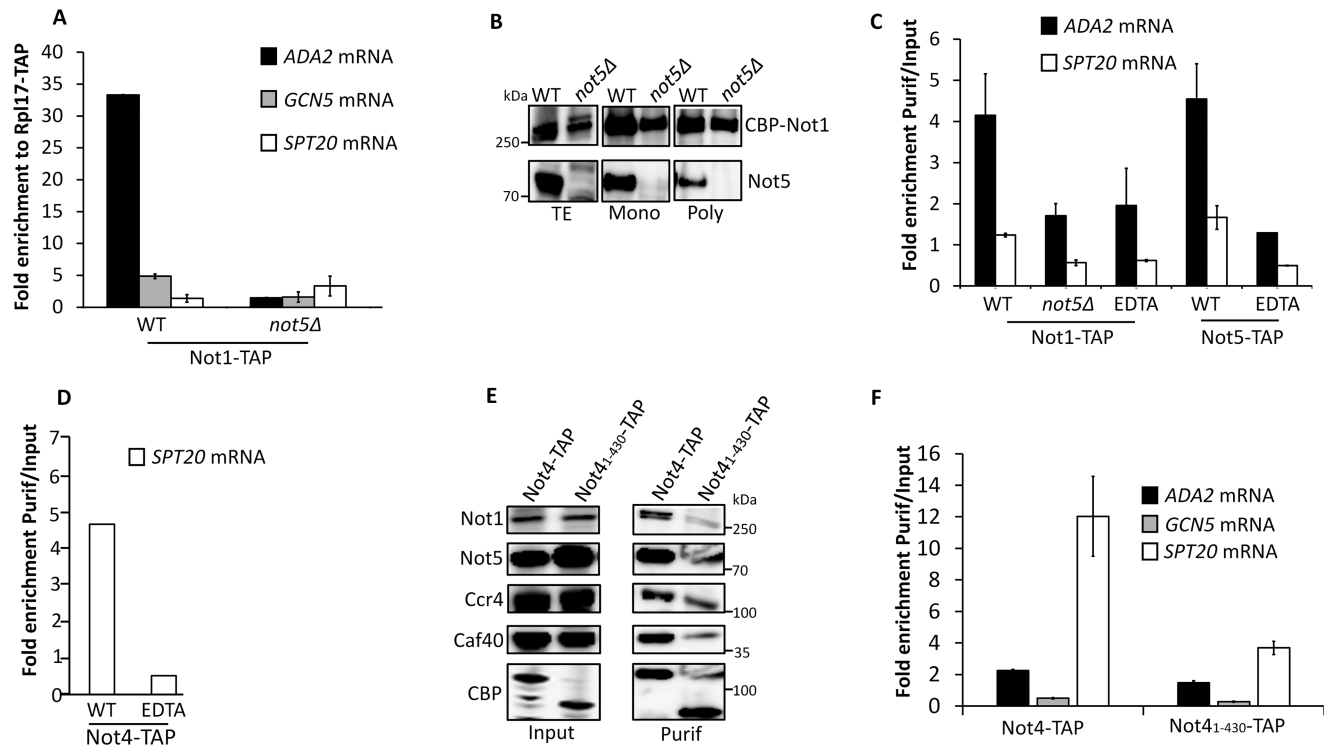 A
Fold enrichment to Rpl17-TAP
40
35
30
25
20
15
10
5
0
ADA2 mRNA
GCN5 mRNA
SPT20 mRNA
WT
not5Δ
Not1-TAP
B
kDa
WT not5Δ WT not5Δ WT not5Δ
250
CBP-Not1
70
Not5
TE Mono Poly
C
Fold enrichment Purif/Input
6
5
4
3
2
1
0
ADA2 mRNA
SPT20 mRNA
WT not5Δ EDTA WT EDTA
Not1-TAP Not5-TAP
D
Fold enrichment Purif/Input
7
6
5
4
3
2
1
0
SPT20 mRNA
WT EDTA
Not4-TAP
E
Not4-TAP Not41-430-TAP Not4-TAP Not41-430-TAP
kDa
Not1
250
Not5
70
Ccr4
100
Caf40
35
CBP
100
Input Purif
F
Fold enrichment Purif/Input
16
14
12
10
8
6
4
2
0
ADA2 mRNA
GCN5 mRNA
SPT20 mRNA
Not4-TAP Not41-430-TAP